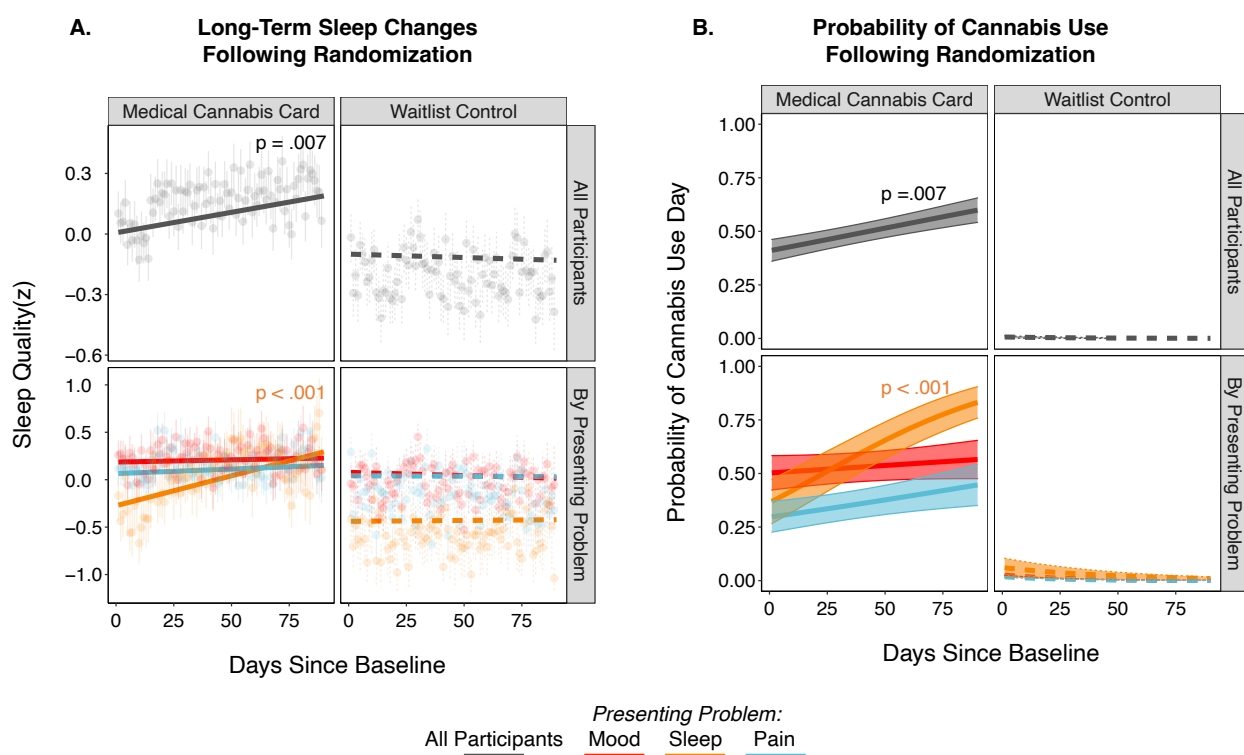 A.
Long-Term Sleep Changes
Following Randomization
Medical Cannabis Card
Waitlist Control
p = .007
0.3
0.0
−0.3
−0.6
All Participants
p < .001
1.0
0.5
0.0
−0.5
−1.0
By Presenting Problem
Sleep Quality(z)
0 25 50 75
0 25 50 75
Days Since Baseline
B.
Probability of Cannabis Use
Following Randomization
Medical Cannabis Card
Waitlist Control
p =.007
1.00
0.75
0.50
0.25
0.00
All Participants
p < .001
1.00
0.75
0.50
0.25
0.00
By Presenting Problem
Probability of Cannabis Use Day
0 25 50 75
0 25 50 75
Days Since Baseline
Presenting Problem:
All Participants Mood Sleep Pain